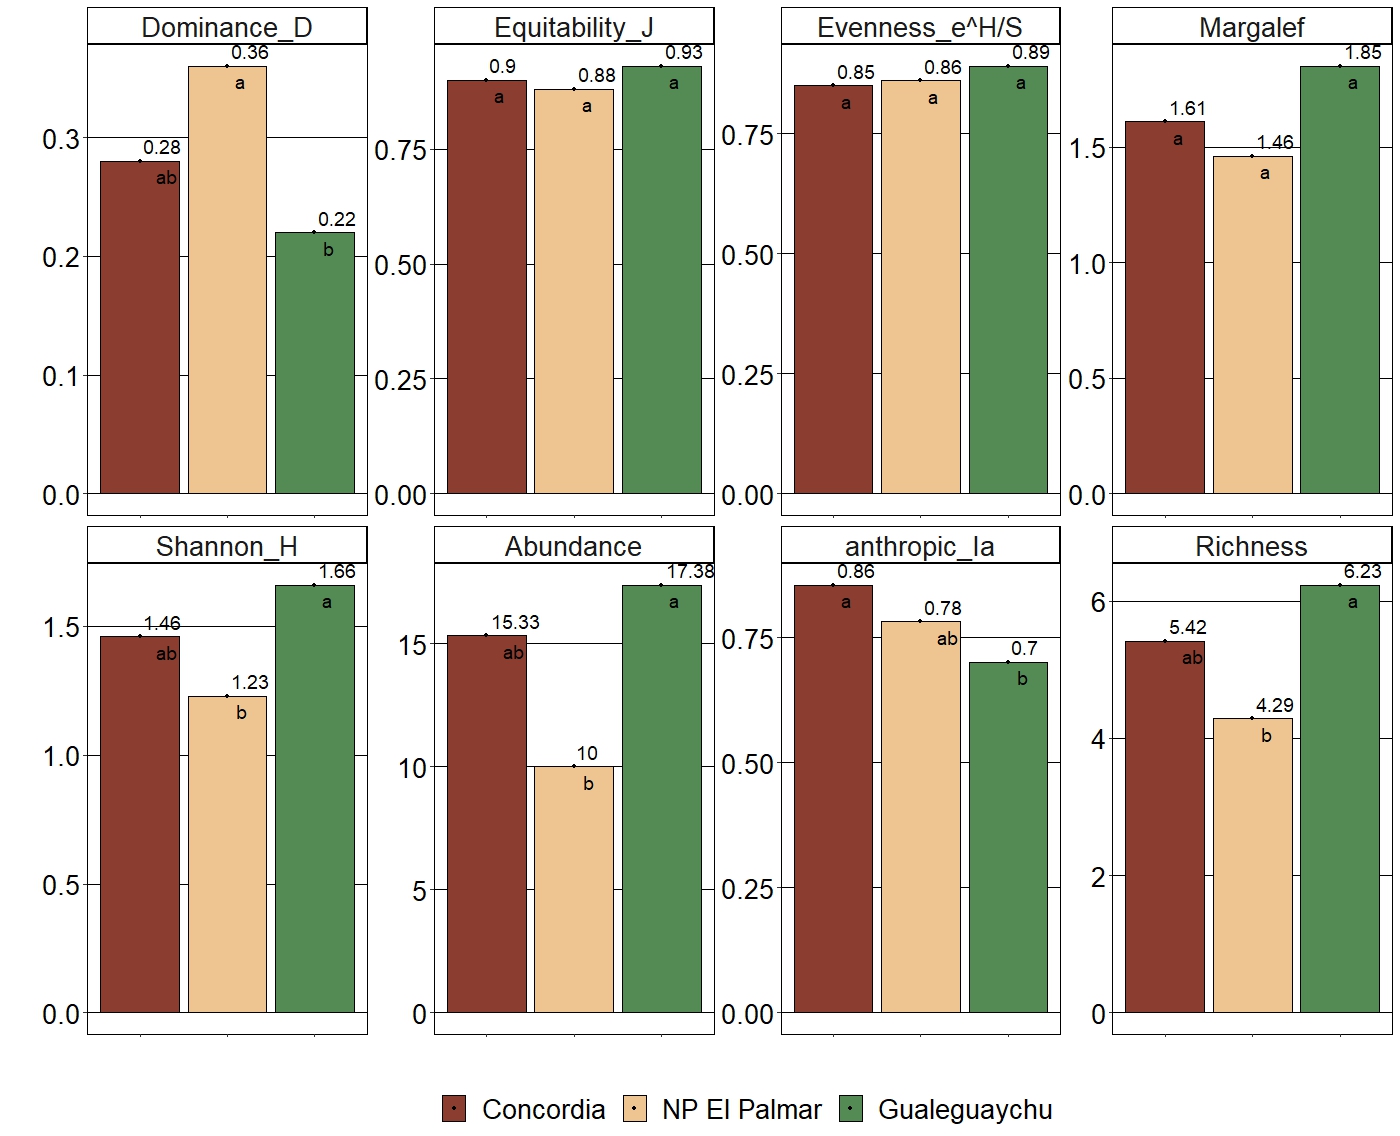 Dominance_D Equitability_J Evenness_e^H/S Margalef
0.36 0.93 0.89 1.85
a a a a
0.9 0.88 0.85 0.86 1.61 1.46
a a a a a a
0.28 0.22
ab b
0.3 0.75 0.75 1.5
0.2 0.50 0.50 1.0
0.1 0.25 0.25 0.5
0.0 0.00 0.00 0.0
Shannon_H Abundance anthropic_Ia Richness
1.66 17.38 0.86 6.23
a a a a
1.46 15.33 0.78 5.42
ab ab ab ab
1.23 10 0.7 4.29
b b b b
1.5 15 0.75 6
1.0 10 0.50 4
0.5 5 0.25 2
0.0 0 0.00 0
Concordia NP El Palmar Gualeguaychu